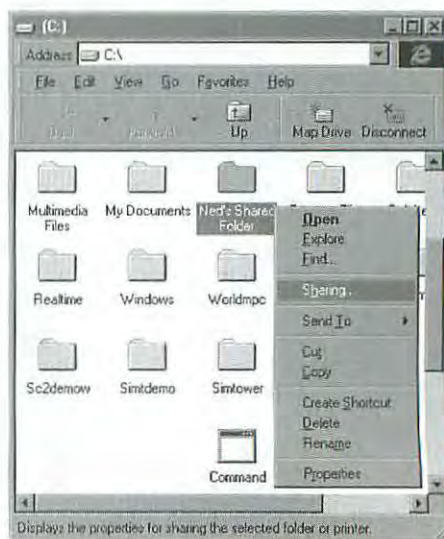 (C:)
Address C:\
File Edit View Go Favorites Help
Up Map Drive Disconnect
Multimedia Files
My Documents
Ned's Shared Folder
Open
Explore
Find...
Sharing...
Send To
Cut
Copy
Create Shortcut
Delete
Rename
Properties
Realtime
Windows
Worldmpc
Sc2demow
Simtdemo
Simtower
Command
Displays the properties for sharing the selected folder or printer.